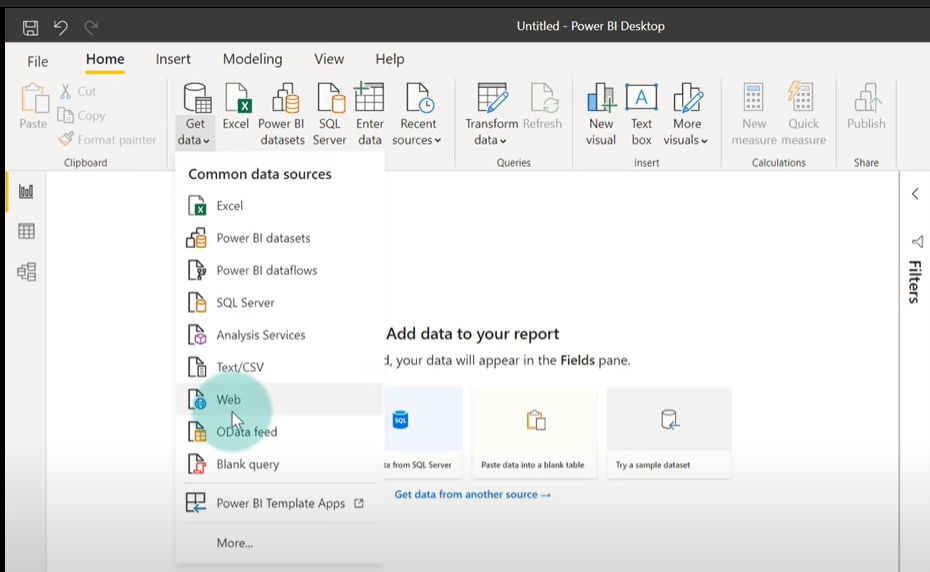 Untitled - Power BI Desktop
File Home Insert Modeling View Help
Paste
Cut
Copy
Format painter
Clipboard
Get data
Excel
Power BI datasets
SQL Server
Enter data
Recent sources
Transform data
Refresh
Queries
New visual
Text box
More visuals
Insert
New measure
Quick measure
Calculations
Publish
Share
Common data sources
Excel
Power BI datasets
Power BI dataflows
SQL Server
Analysis Services
Text/CSV
Web
OData feed
Blank query
Power BI Template Apps
More...
Add data to your report
, your data will appear in the Fields pane.
SQL
from SQL Server
Paste data into a blank table
Try a sample dataset
Get data from another source →
Filters